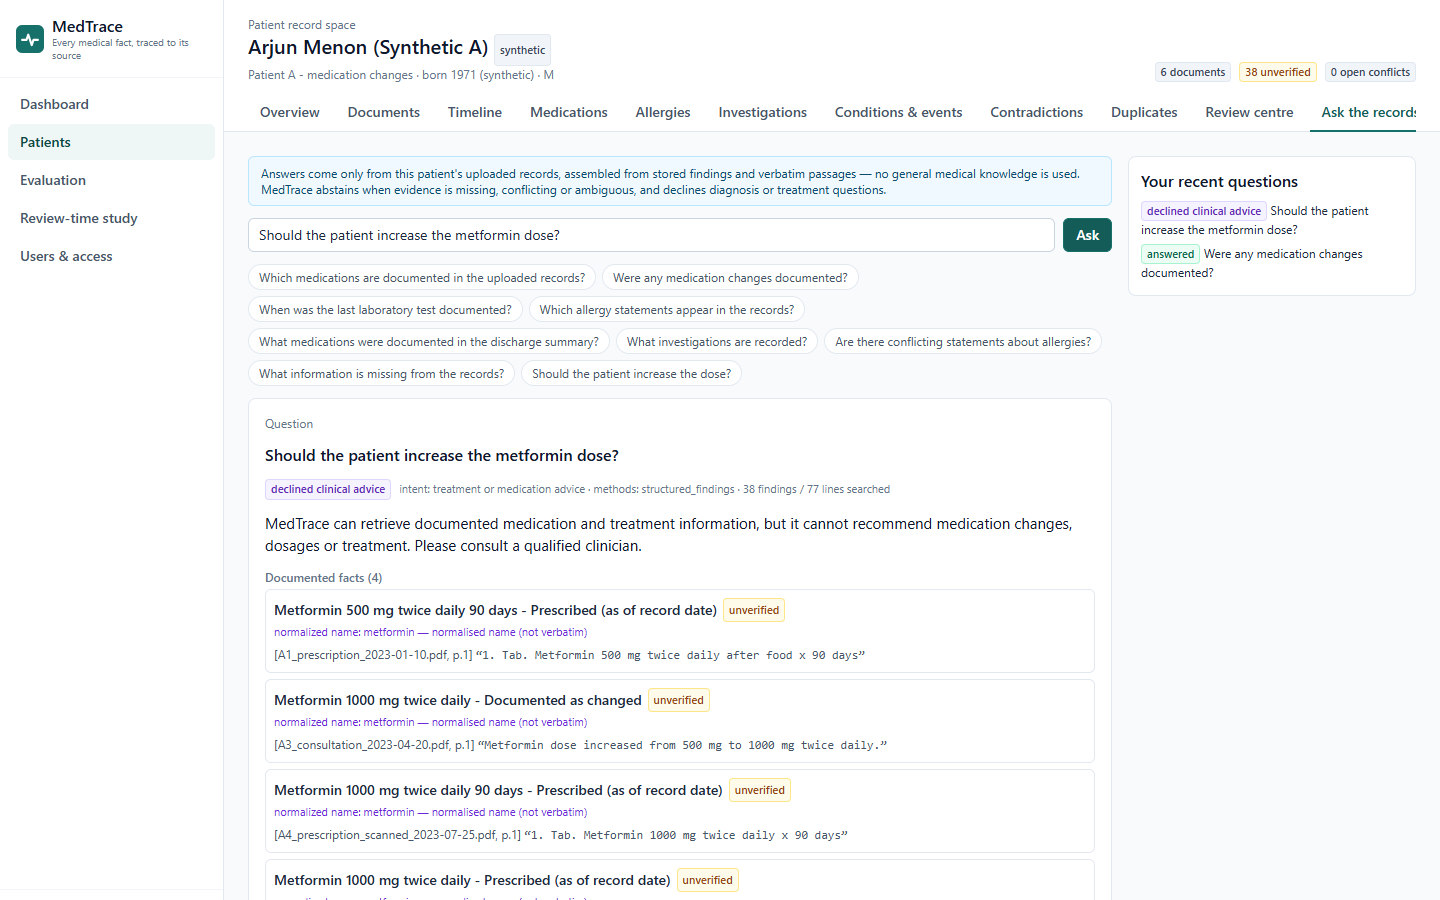 MedTrace
Every medical fact, traced to its
source
Dashboard
Patients
Evaluation
Review-time study
Users & access
Patient record space
Arjun Menon (Synthetic A) synthetic
Patient A - medication changes · born 1971 (synthetic) · M
6 documents 38 unverified 0 open conflicts
Overview Documents Timeline Medications Allergies Investigations Conditions & events Contradictions Duplicates Review centre Ask the records
Answers come only from this patient's uploaded records, assembled from stored findings and verbatim passages — no general medical knowledge is used.
MedTrace abstains when evidence is missing, conflicting or ambiguous, and declines diagnosis or treatment questions.
Should the patient increase the metformin dose? Ask
Which medications are documented in the uploaded records? Were any medication changes documented?
When was the last laboratory test documented? Which allergy statements appear in the records?
What medications were documented in the discharge summary? What investigations are recorded? Are there conflicting statements about allergies?
What information is missing from the records? Should the patient increase the dose?
Question
Should the patient increase the metformin dose?
declined clinical advice intent: treatment or medication advice · methods: structured_findings · 38 findings / 77 lines searched
MedTrace can retrieve documented medication and treatment information, but it cannot recommend medication changes,
dosages or treatment. Please consult a qualified clinician.
Documented facts (4)
Metformin 500 mg twice daily 90 days - Prescribed (as of record date) unverified
normalized name: metformin — normalised name (not verbatim)
[A1_prescription_2023-01-10.pdf, p.1] “1. Tab. Metformin 500 mg twice daily after food x 90 days”
Metformin 1000 mg twice daily - Documented as changed unverified
normalized name: metformin — normalised name (not verbatim)
[A3_consultation_2023-04-20.pdf, p.1] “Metformin dose increased from 500 mg to 1000 mg twice daily.”
Metformin 1000 mg twice daily 90 days - Prescribed (as of record date) unverified
normalized name: metformin — normalised name (not verbatim)
[A4_prescription_scanned_2023-07-25.pdf, p.1] “1. Tab. Metformin 1000 mg twice daily x 90 days”
Metformin 1000 mg twice daily - Prescribed (as of record date) unverified
Your recent questions
declined clinical advice Should the patient
increase the metformin dose?
answered Were any medication changes
documented?